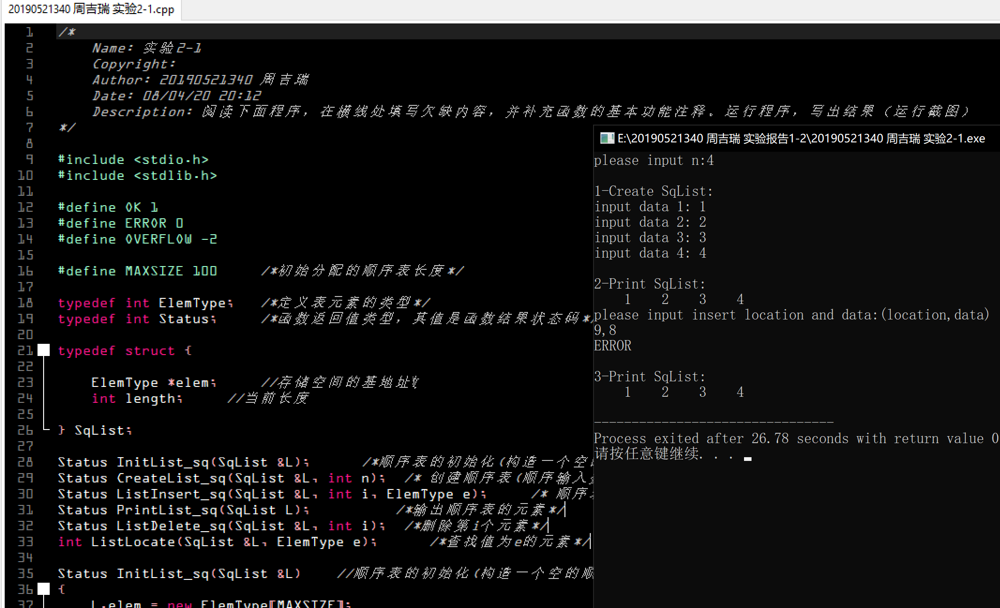 20190521340 周吉瑞 实验2-1.cpp
1 /*
2 Name: 实验2-1
3 Copyright:
4 Author: 20190521340 周吉瑞
5 Date: 08/04/20 20:12
6 Description: 阅读下面程序，在横线处填写欠缺内容，并补充函数的基本功能注释。运行程序，写出结果（运行截图）
7 */
8
9 #include <stdio.h>
10 #include <stdlib.h>
11
12 #define OK 1
13 #define ERROR 0
14 #define OVERFLOW -2
15
16 #define MAXSIZE 100 /*初始分配的顺序表长度*/
17
18 typedef int ElemType; /*定义表元素的类型*/
19 typedef int Status; /*函数返回值类型，其值是函数结果状态码*/
20
21 typedef struct {
22
23 ElemType *elem; //存储空间的基地址
24 int length; //当前长度
25
26 } SqList;
27
28 Status InitList_sq(SqList &L); /*顺序表的初始化(构造一个空
29 Status CreateList_sq(SqList &L, int n); /* 创建顺序表(顺序输入
30 Status ListInsert_sq(SqList &L, int i, ElemType e); /* 顺序
31 Status PrintList_sq(SqList L); /*输出顺序表的元素*/
32 Status ListDelete_sq(SqList &L, int i); /*删除第i个元素*/
33 int ListLocate(SqList &L, ElemType e); /*查找值为e的元素*/
34
35 Status InitList_sq(SqList &L) //顺序表的初始化(构造一个空的顺
36 {
37 L.elem = new ElemType[MAXSIZE];
E:\20190521340 周吉瑞 实验报告1-2\20190521340 周吉瑞 实验2-1.exe
please input n:4
1-Create SqList:
input data 1: 1
input data 2: 2
input data 3: 3
input data 4: 4
2-Print SqList:
1 2 3 4
please input insert location and data:(location,data)
9,8
ERROR
3-Print SqList:
1 2 3 4
--------------------------------
Process exited after 26.78 seconds with return value 0
请按任意键继续. . .